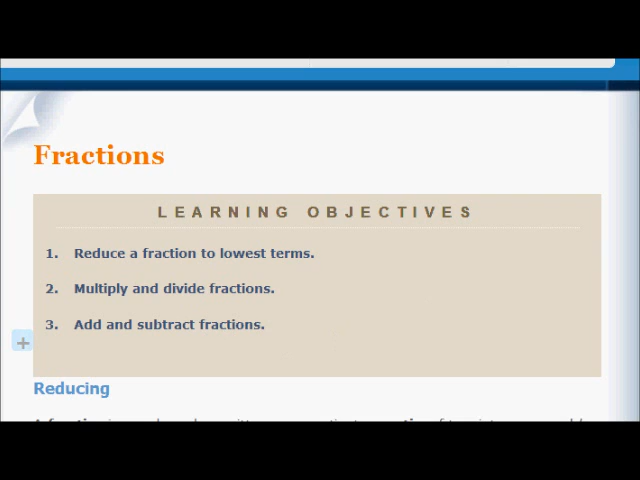 Fractions
LEARNING OBJECTIVES
1. Reduce a fraction to lowest terms.
2. Multiply and divide fractions.
3. Add and subtract fractions.
Reducing